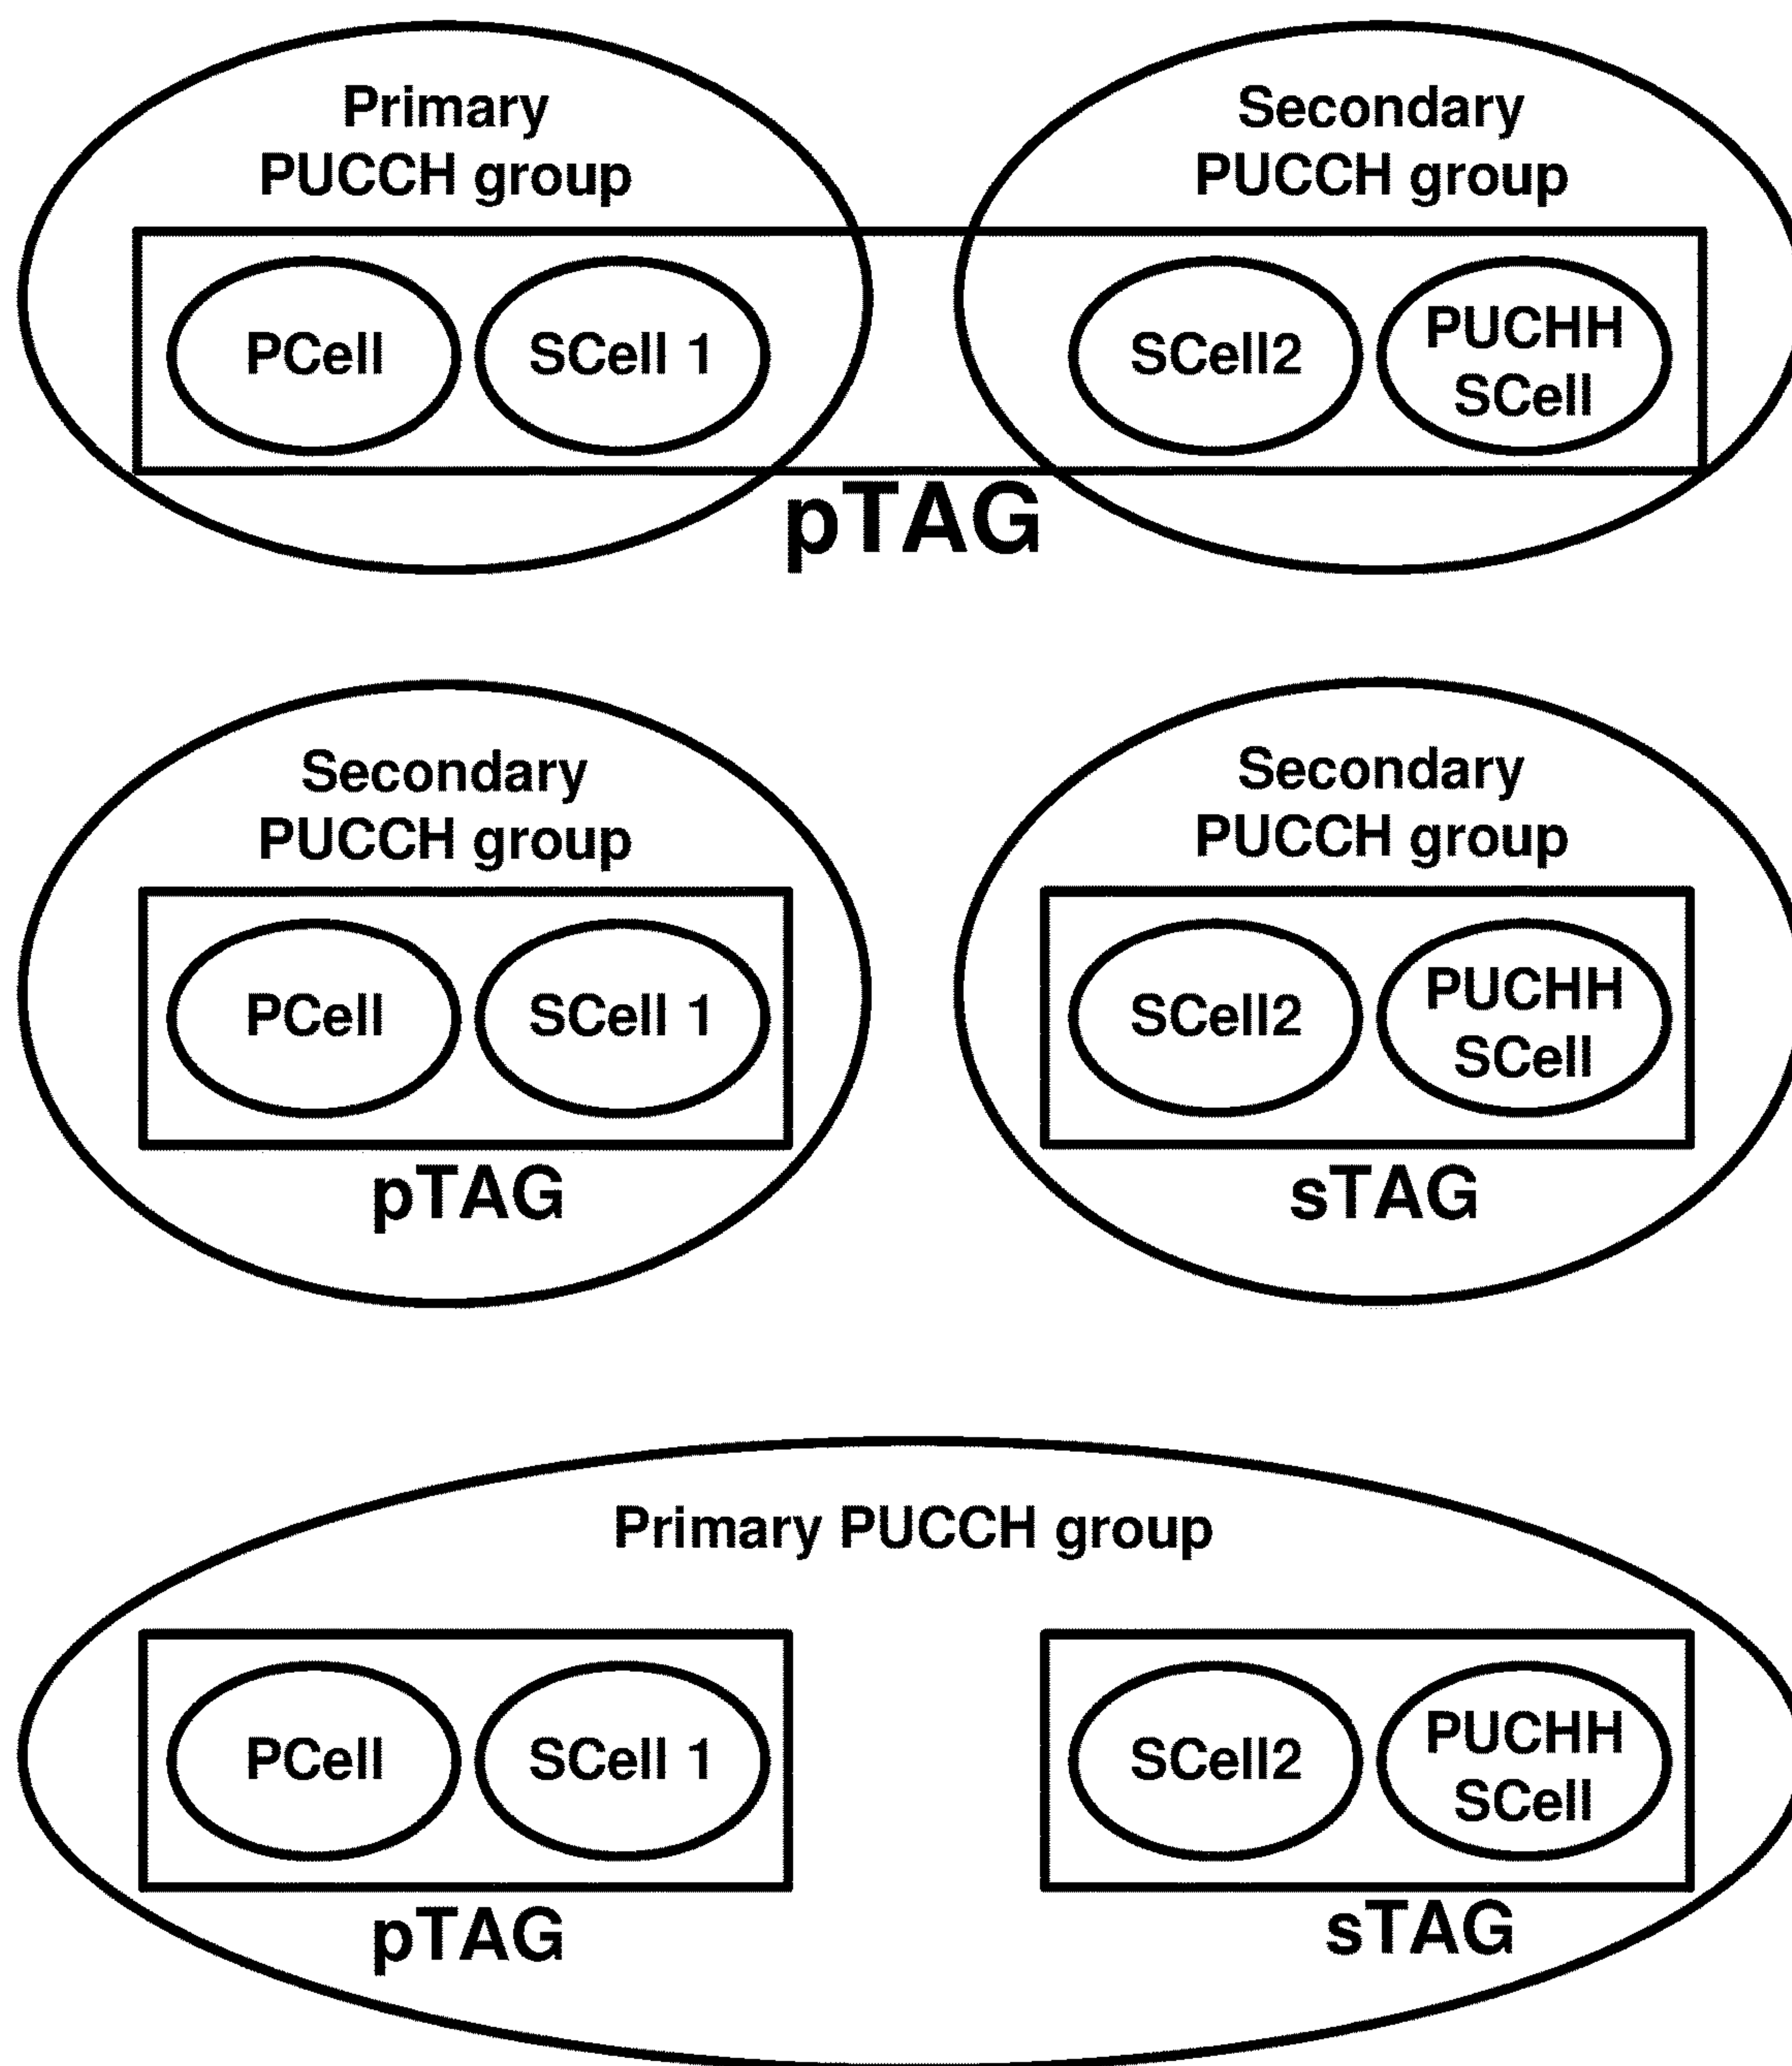 Primary
PUCCH group
Secondary
PUCCH group
PCell
SCell 1
SCell2
PUCHH
SCell
pTAG
Secondary
PUCCH group
Secondary
PUCCH group
PCell
SCell 1
SCell2
PUCHH
SCell
pTAG
sTAG
Primary PUCCH group
PCell
SCell 1
SCell2
PUCHH
SCell
pTAG
sTAG